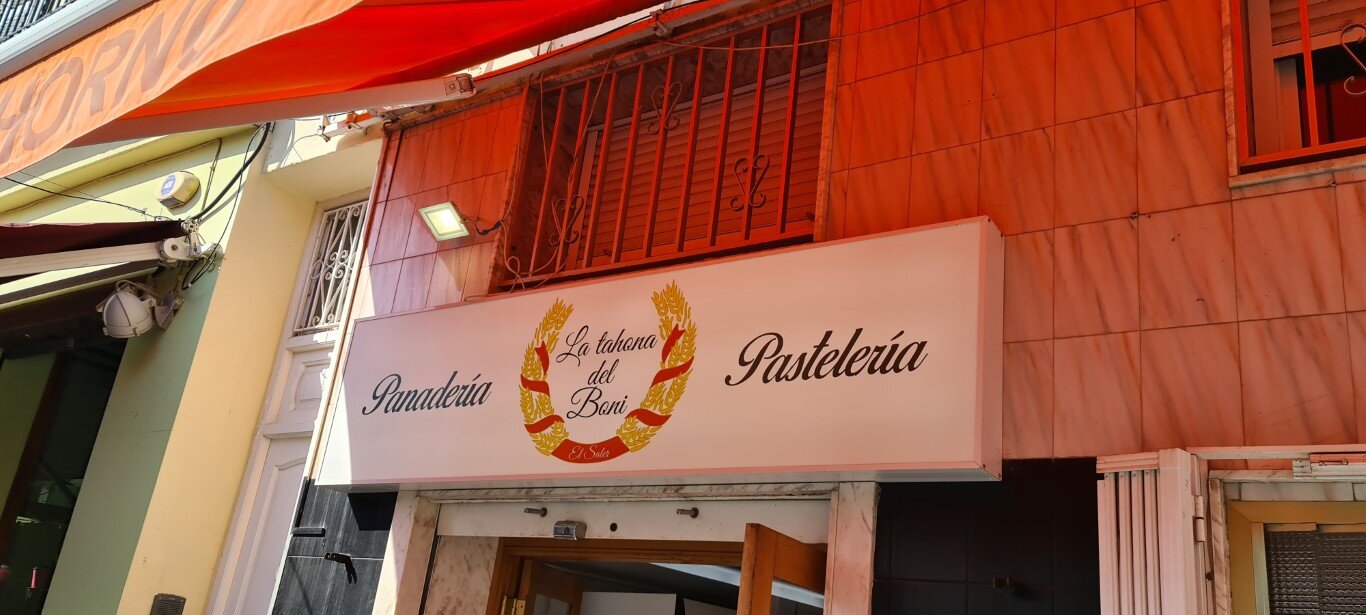 HORNO
Panadería
La tahona
del
Boni
El Saler
Pastelería